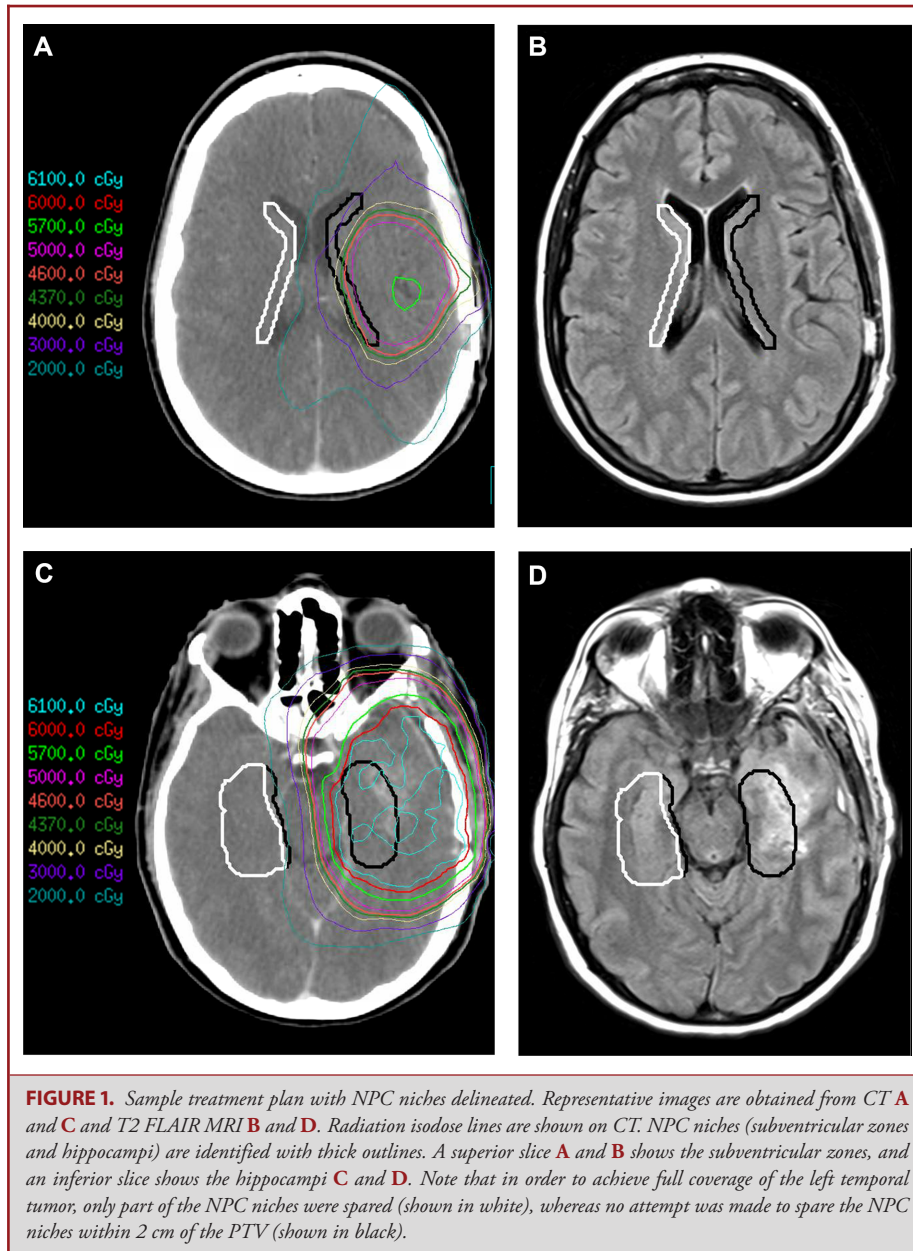 A
B
6100.0 cGy
6000.0 cGy
5700.0 cGy
5000.0 cGy
4600.0 cGy
4370.0 cGy
4000.0 cGy
3000.0 cGy
2000.0 cGy
C
D
6100.0 cGy
6000.0 cGy
5700.0 cGy
5000.0 cGy
4600.0 cGy
4370.0 cGy
4000.0 cGy
3000.0 cGy
2000.0 cGy
FIGURE 1. Sample treatment plan with NPC niches delineated. Representative images are obtained from CT A
and C and T2 FLAIR MRI B and D. Radiation isodose lines are shown on CT. NPC niches (subventricular zones
and hippocampi) are identified with thick outlines. A superior slice A and B shows the subventricular zones, and
an inferior slice shows the hippocampi C and D. Note that in order to achieve full coverage of the left temporal
tumor, only part of the NPC niches were spared (shown in white), whereas no attempt was made to spare the NPC
niches within 2 cm of the PTV (shown in black).